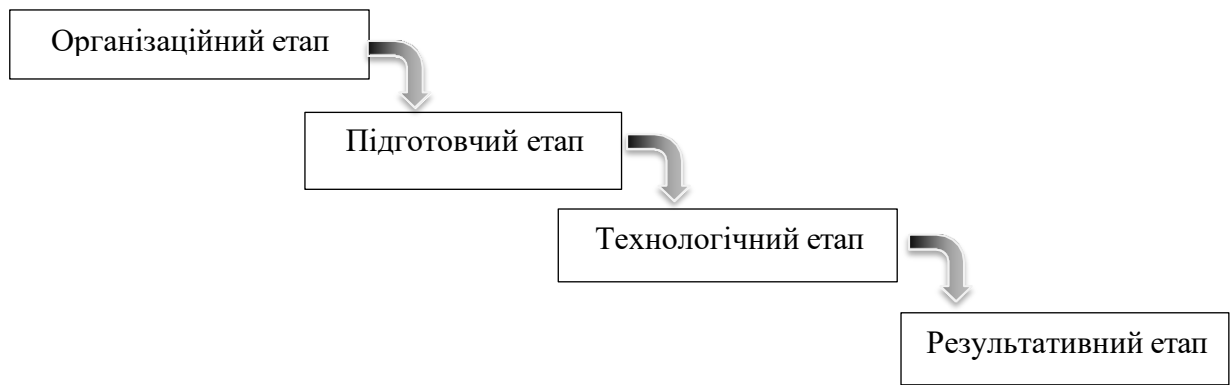 Організаційний етап
Підготовчий етап
Технологічний етап
Результативний етап